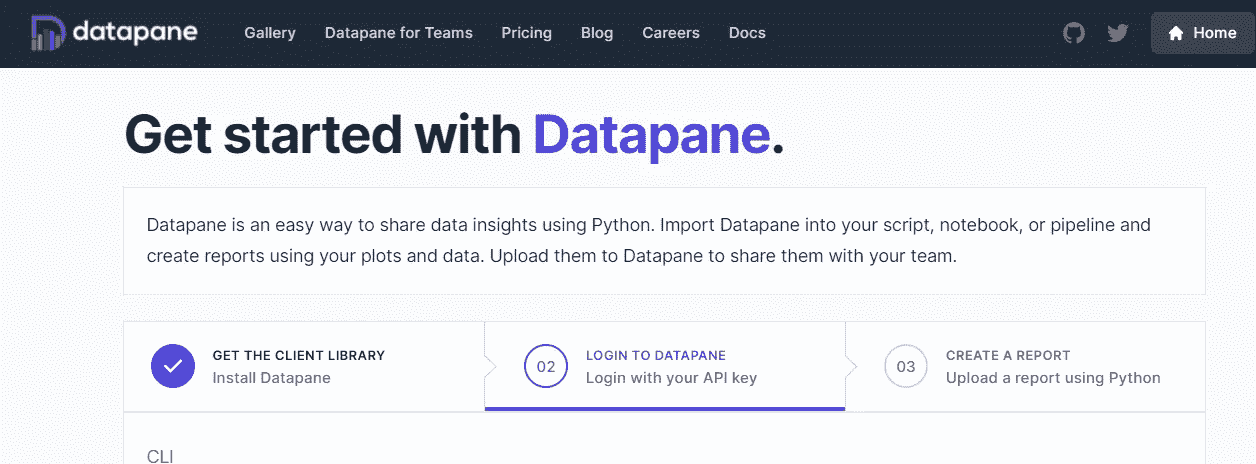 datapane Gallery Datapane for Teams Pricing Blog Careers Docs Home
Get started with Datapane.
Datapane is an easy way to share data insights using Python. Import Datapane into your script, notebook, or pipeline and
create reports using your plots and data. Upload them to Datapane to share them with your team.
GET THE CLIENT LIBRARY
Install Datapane
02
LOGIN TO DATAPANE
Login with your API key
03
CREATE A REPORT
Upload a report using Python
CLI